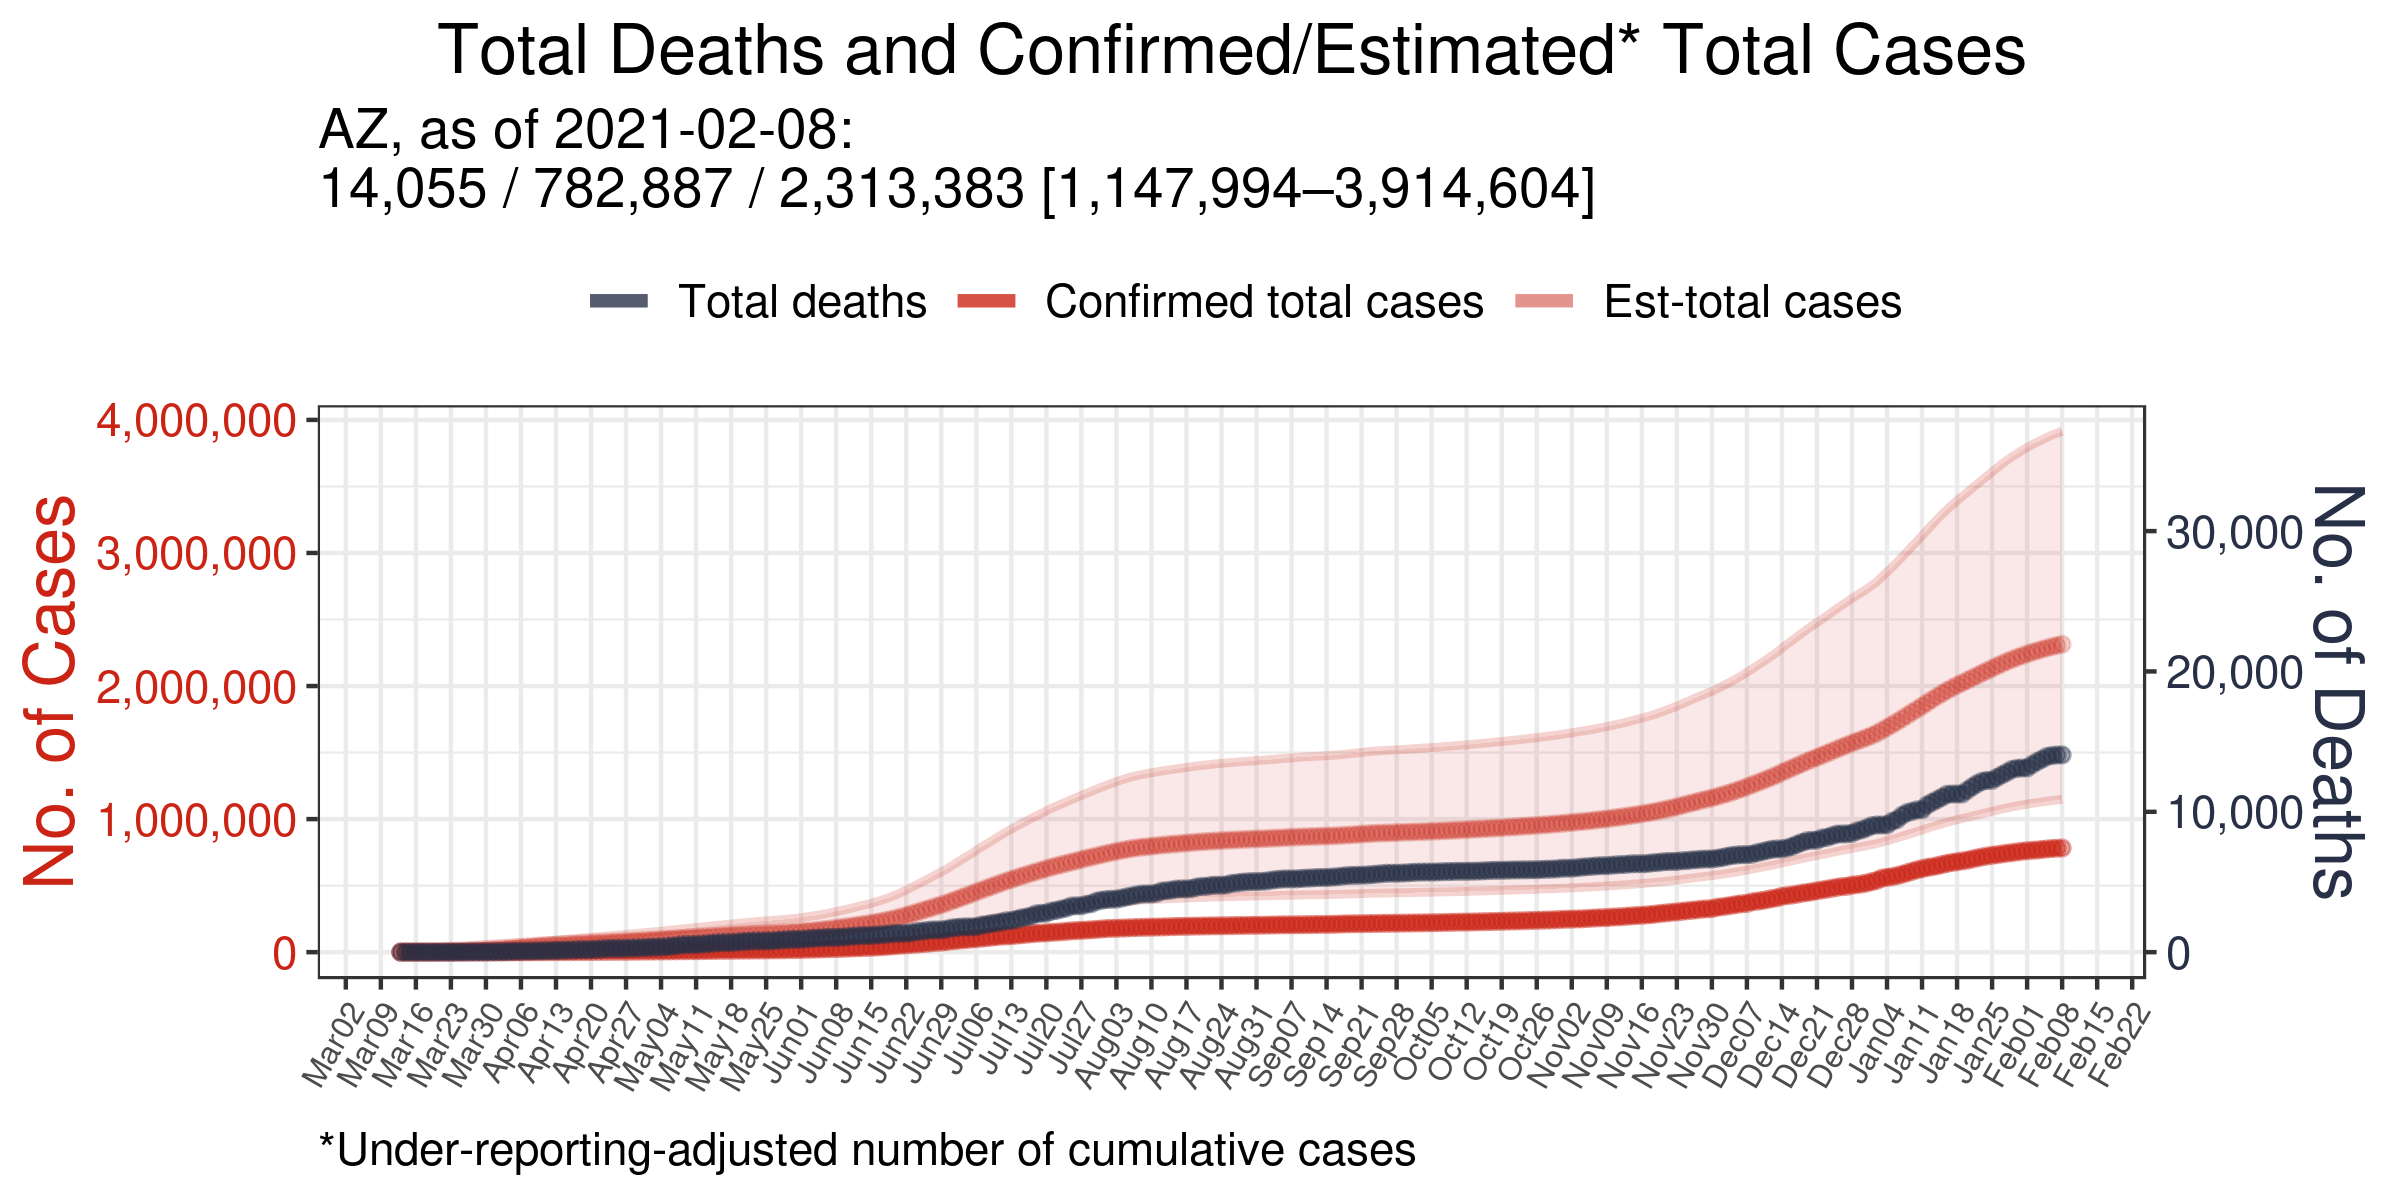 Total Deaths and Confirmed/Estimated* Total Cases
AZ, as of 2021-02-08:
14,055 / 782,887 / 2,313,383 [1,147,994–3,914,604]
Total deaths
Confirmed total cases
Est-total cases
No. of Cases
4,000,000
3,000,000
2,000,000
1,000,000
0
30,000
20,000
10,000
0
No. of Deaths
Mar02
Mar09
Mar16
Mar23
Mar30
Apr06
Apr13
Apr20
Apr27
May04
May11
May18
May25
Jun01
Jun08
Jun15
Jun22
Jun29
Jul06
Jul13
Jul20
Jul27
Aug03
Aug10
Aug17
Aug24
Aug31
Sep07
Sep14
Sep21
Sep28
Oct05
Oct12
Oct19
Oct26
Nov02
Nov09
Nov16
Nov23
Nov30
Dec07
Dec14
Dec21
Dec28
Jan04
Jan11
Jan18
Jan25
Feb01
Feb08
Feb15
Feb22
*Under-reporting-adjusted number of cumulative cases